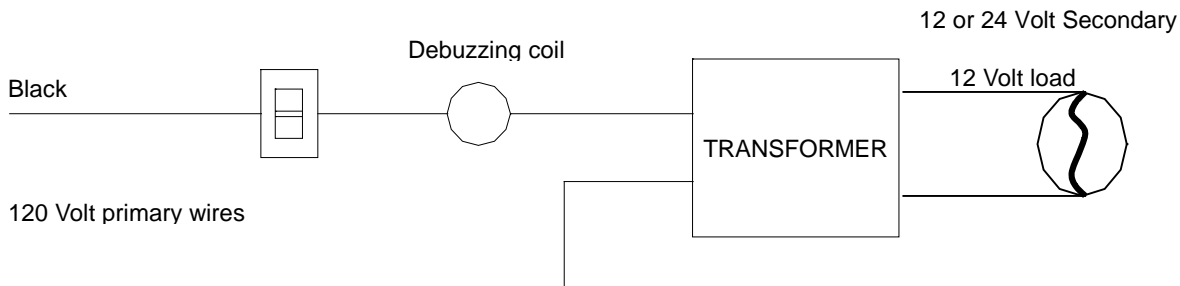 12 or 24 Volt Secondary
Debuzzing coil
Black
12 Volt load
TRANSFORMER
120 Volt primary wires